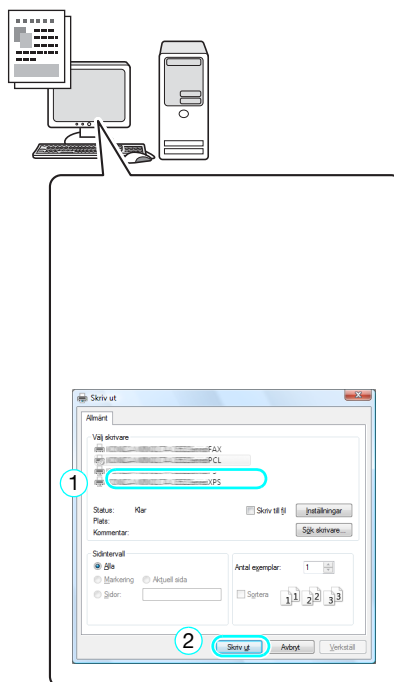 Skriv ut
Allmänt
Välj skrivare
FAX
PCL
XPS
1
Status: Klar
Skriv till fil
Inställningar
Plats:
Kommentar:
Sök skrivare...
Sidintervall
Alla
Markering
Aktuell sida
Sidor:
Antal exemplar: 1
Sortera
1 1 2 2 3 3
2
Skriv ut
Avbryt
Verkställ